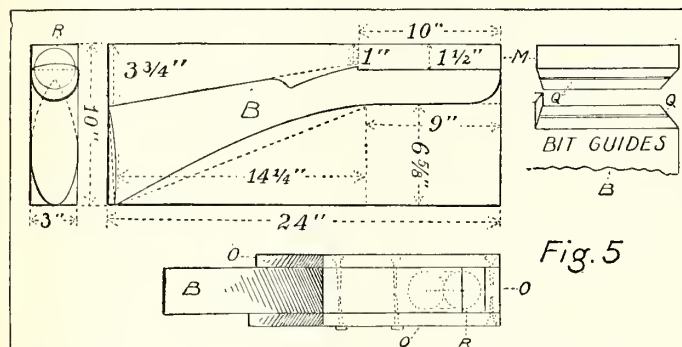 R
10"
3 3/4"
1"
1 1/2"
M
10"
B
Q
Q
9"
BIT GUIDES
6 5/8"
B
14 1/4"
3"
24"
Fig. 5
O
B
O
O
R